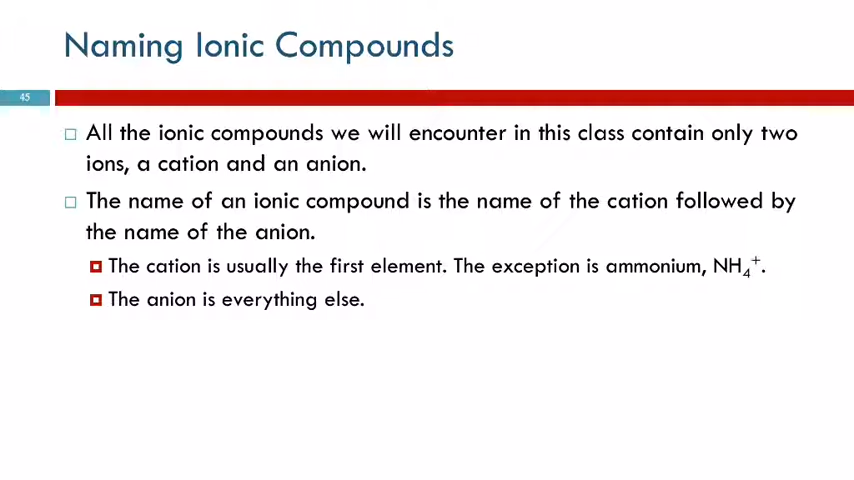 Naming Ionic Compounds
45
□ All the ionic compounds we will encounter in this class contain only two
ions, a cation and an anion.
□ The name of an ionic compound is the name of the cation followed by
the name of the anion.
The cation is usually the first element. The exception is ammonium, NH₄⁺.
The anion is everything else.